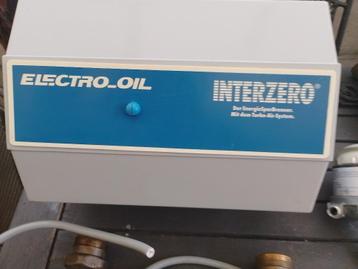 ELECTRO_OIL
INTERZERO®
Der EnergieSparBrenner.
Mit dem Turbo-Air-System.